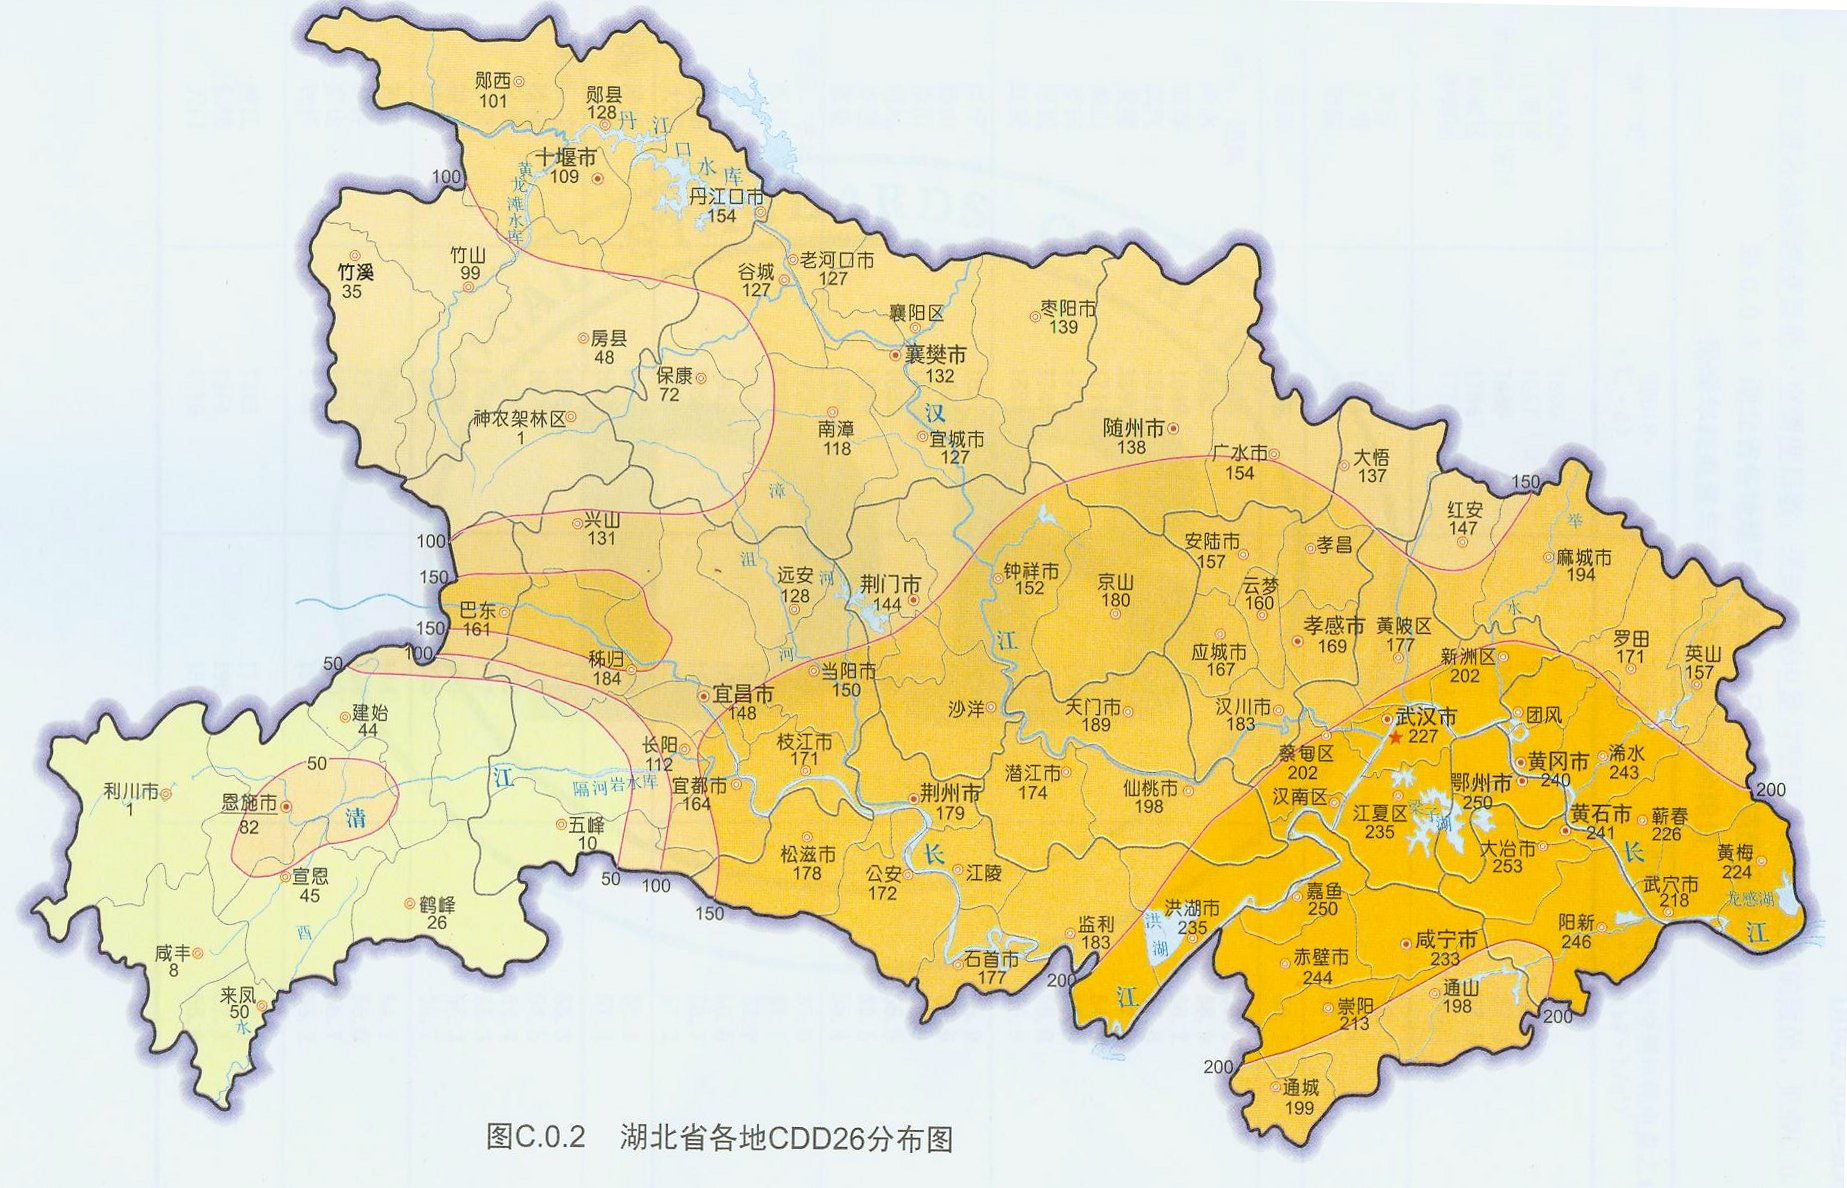 郧西
101
郧县
128
丹江口水库
十堰市
109
黄龙滩水库
100
丹江口市
154
竹溪
35
竹山
99
谷城
127
老河口市
127
襄阳区
枣阳市
139
房县
48
襄樊市
132
保康
72
汉
神农架林区
1
南漳
118
宜城市
127
随州市
138
广水市
154
大悟
137
150
红安
147
举
漳
兴山
131
100
150
沮
远安
128
河
荆门市
144
钟祥市
152
京山
180
安陆市
157
孝昌
云梦
160
麻城市
194
水
巴东
161
150
100
50
秭归
184
河
当阳市
150
江
应城市
167
孝感市
169
黄陂区
177
新洲区
202
罗田
171
英山
157
宜昌市
148
沙洋
天门市
189
汉川市
183
武汉市
227
团风
建始
44
长阳
112
枝江市
171
蔡甸区
202
黄冈市
240
浠水
243
50
江
隔河岩水库
宜都市
164
潜江市
174
仙桃市
198
汉南区
鄂州市
250
200
利川市
1
恩施市
82
清
荆州市
179
江夏区
235
梁子湖
黄石市
241
蕲春
226
五峰
10
松滋市
178
长
大冶市
253
长
黄梅
224
宣恩
45
50
100
公安
172
江陵
嘉鱼
250
武穴市
218
龙感湖
鹤峰
26
150
洪湖
洪湖市
235
酉
监利
183
阳新
246
江
咸丰
8
石首市
177
200
赤壁市
244
咸宁市
233
来凤
50
水
江
崇阳
213
通山
198
200
200
通城
199
图C.0.2 湖北省各地CDD26分布图